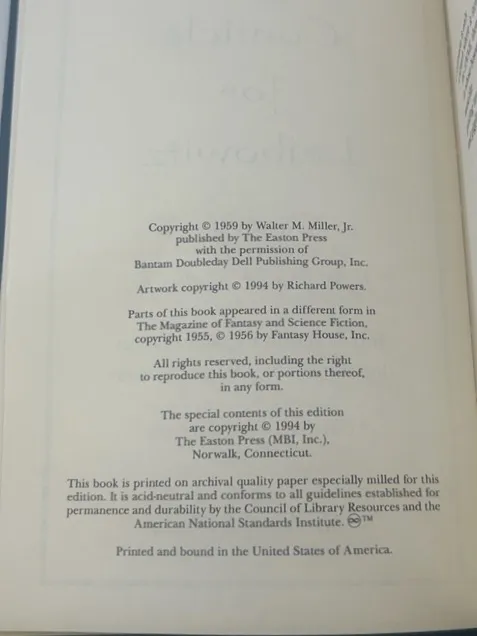 Copyright © 1959 by Walter M. Miller, Jr.
published by The Easton Press
with the permission of
Bantam Doubleday Dell Publishing Group, Inc.
Artwork copyright © 1994 by Richard Powers.
Parts of this book appeared in a different form in
The Magazine of Fantasy and Science Fiction,
copyright 1955, © 1956 by Fantasy House, Inc.
All rights reserved, including the right
to reproduce this book, or portions thereof,
in any form.
The special contents of this edition
are copyright © 1994 by
The Easton Press (MBI, Inc.),
Norwalk, Connecticut.
This book is printed on archival quality paper especially milled for this
edition. It is acid-neutral and conforms to all guidelines established for
permanence and durability by the Council of Library Resources and the
American National Standards Institute. ♾™
Printed and bound in the United States of America.